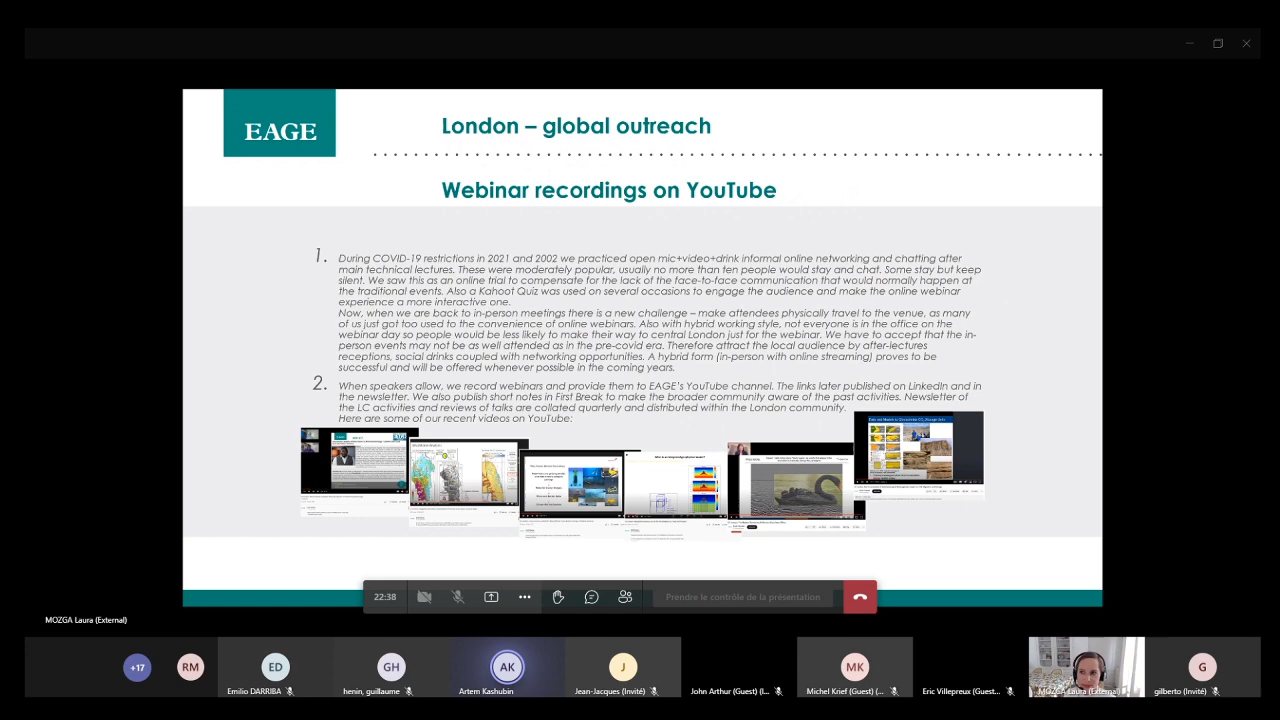 EAGE
London – global outreach
Webinar recordings on YouTube
1.
During COVID-19 restrictions in 2021 and 2002 we practiced open mic+video+drink informal online networking and chatting after
main technical lectures. These were moderately popular, usually no more than ten people would stay and chat. Some stay but keep
silent. We saw this as an online trial to compensate for the lack of the face-to-face communication that would normally happen at
the traditional events. Also a Kahoot Quiz was used on several occasions to engage the audience and make the online webinar
experience a more interactive one.
Now, when we are back to in-person meetings there is a new challenge – make attendees physically travel to the venue, as many
of us just got too used to the convenience of online webinars. Also with hybrid working style, not everyone is in the office on the
webinar day so people would be less likely to make their way to central London just for the webinar. We have to accept that the in-
person events may not be as well attended as in the pre-covid era. Therefore attract the local audience by after-lectures
receptions, social drinks coupled with networking opportunities. A hybrid form (in-person with online streaming) proves to be
successful and will be offered whenever possible in the coming years.
2.
When speakers allow, we record webinars and provide them to EAGE's YouTube channel. The links later published on LinkedIn and in
the newsletter. We also publish short notes in First Break to make the broader community aware of the past activities. Newsletter of
the LC activities and reviews of talks are collated quarterly and distributed within the London community.
Here are some of our recent videos on YouTube:
22:38
Prendre le contrôle de la presentation
MOZGA Laura (External)
+17
RM
ED
GH
AK
J
MK
G
Emilio DARRIBA
henin, guillaume
Artem Kashubin
Jean-Jacques (Invité)
John Arthur (Guest) (I...
Michel Krief (Guest) (...
Eric Villepreux (Guest...
MOZGA Laura (External)
gilberto (Invité)